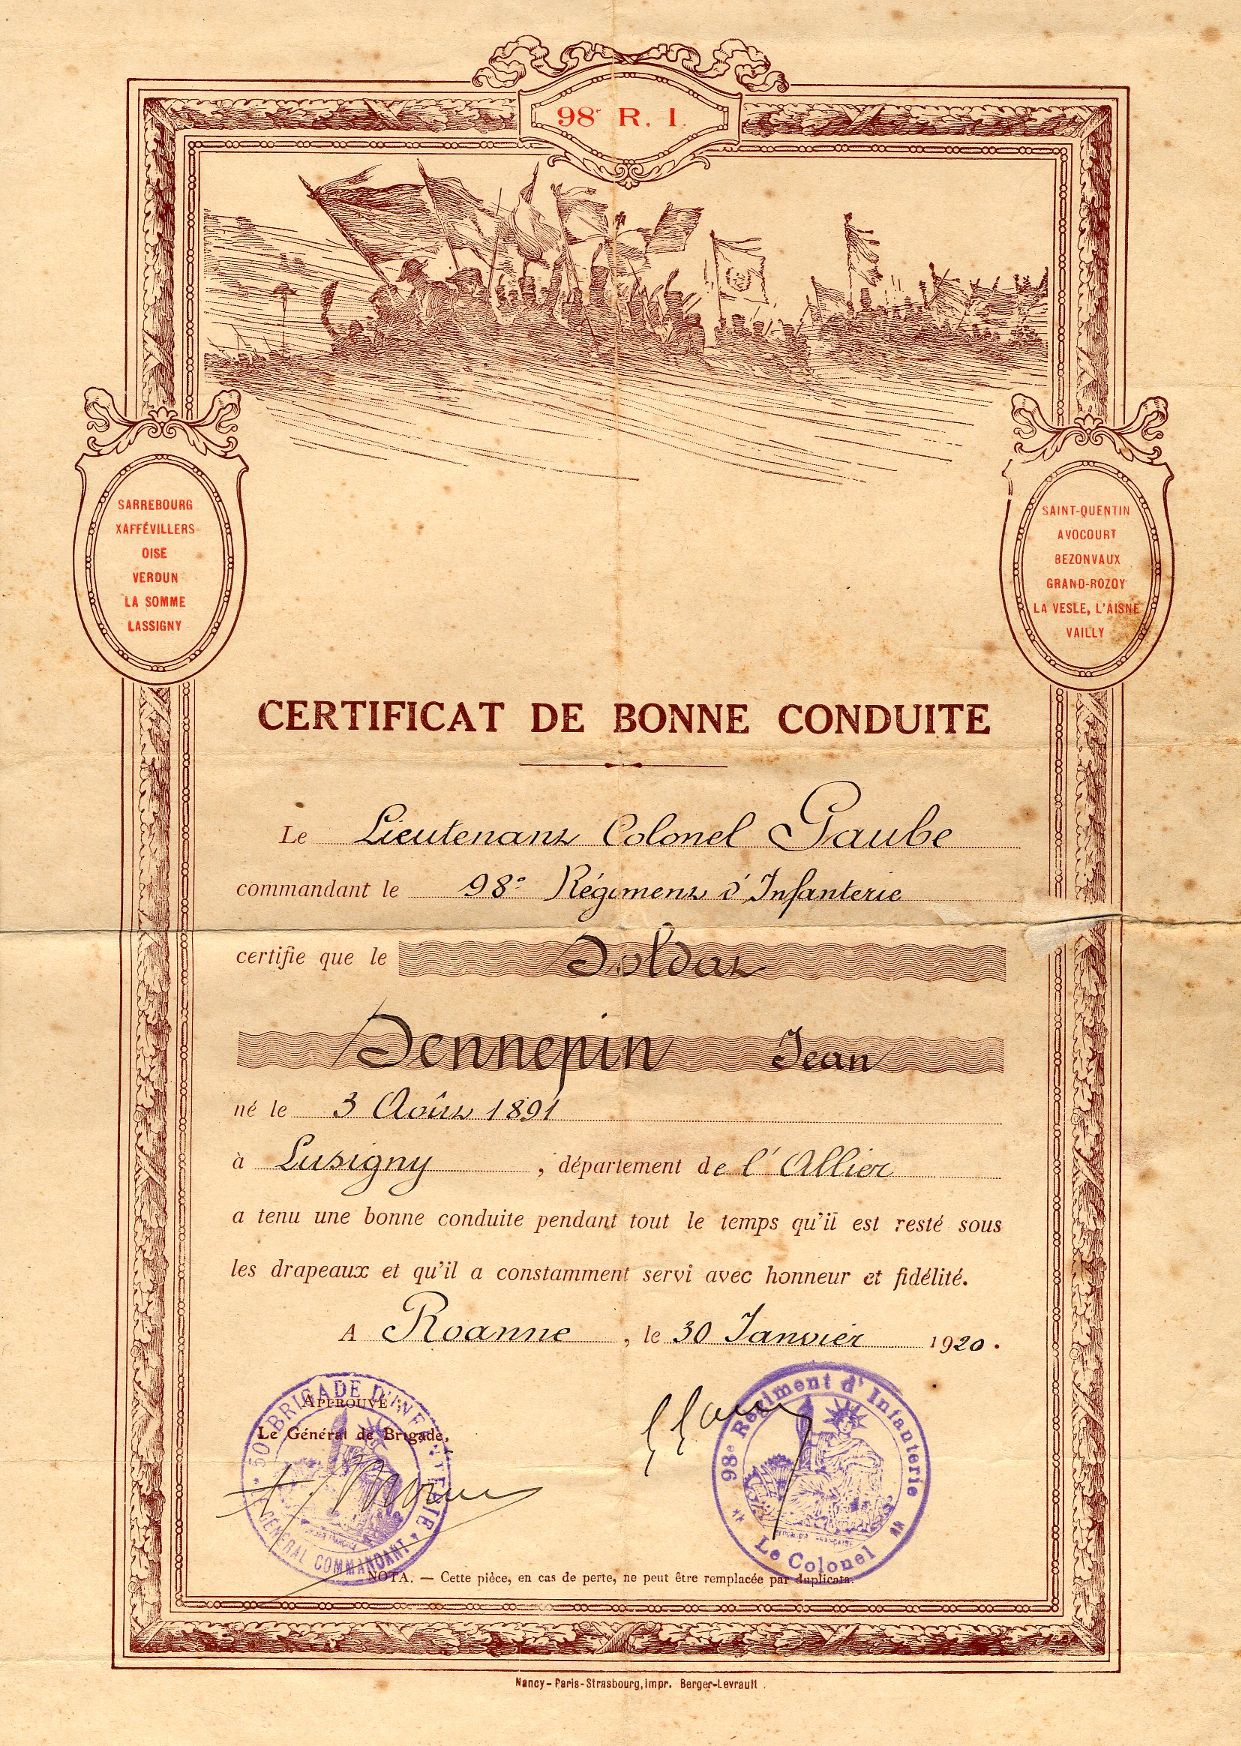 98e R. I.
SARREBOURG
XAFFÉVILLERS
OISE
VERDUN
LA SOMME
LASSIGNY
SAINT-QUENTIN
AVOCOURT
BEZONVAUX
GRAND-ROZOY
LA VESLE, L'AISNE
VAILLY
CERTIFICAT DE BONNE CONDUITE
Le Lieutenant Colonel Gaube
commandant le 98e Régiment d'Infanterie
certifie que le Soldat
Dennepin Jean
né le 3 Août 1891
à Lusigny, département de l'Allier
a tenu une bonne conduite pendant tout le temps qu'il est resté sous
les drapeaux et qu'il a constamment servi avec honneur et fidélité.
A Roanne, le 30 Janvier 1920.
APPROUVÉ :
Le Général de Brigade,
50e BRIGADE D'INFANTERIE
GÉNÉRAL COMMANDANT
98e Régiment d'Infanterie
Le Colonel
NOTA. — Cette pièce, en cas de perte, ne peut être remplacée par duplicata.
Nancy-Paris-Strasbourg, Impr. Berger-Levrault.